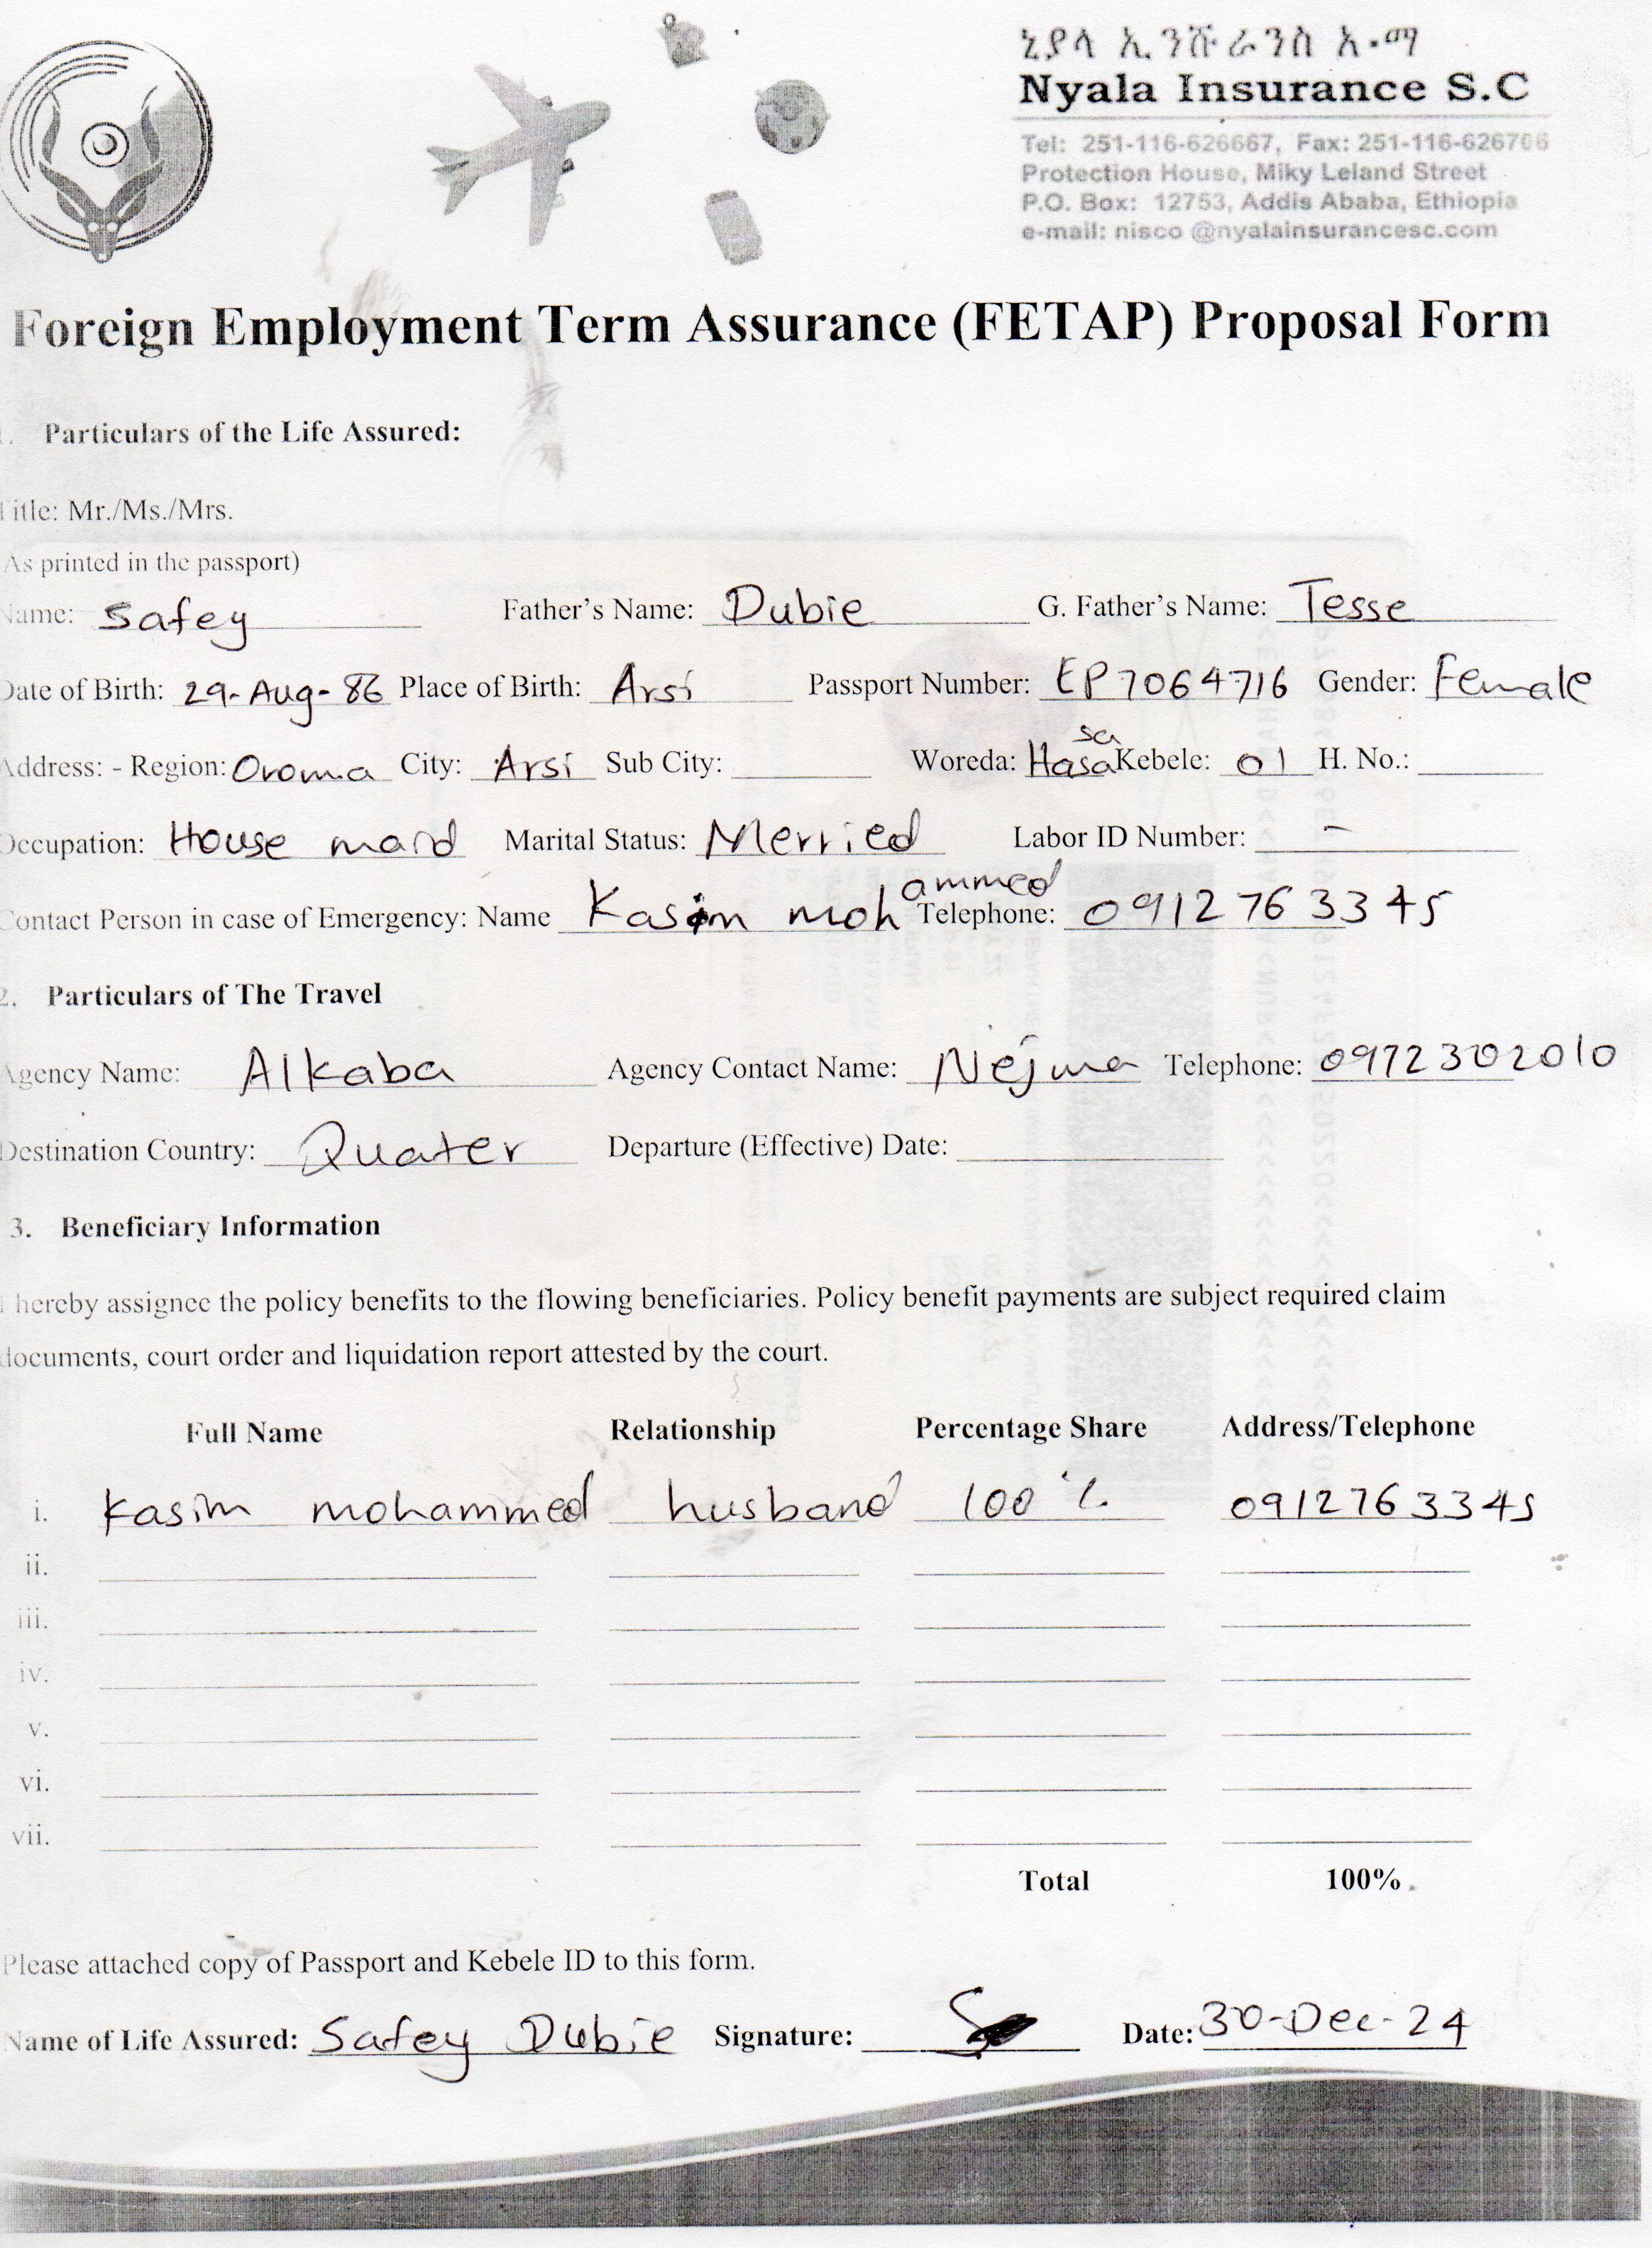 ኒያላ ኢንሹራንስ አ.ማ
Nyala Insurance S.C
Tel: 251-116-626667, Fax: 251-116-626706
Protection House, Miky Leland Street
P.O. Box: 12753, Addis Ababa, Ethiopia
e-mail: nisco @nyalainsurancesc.com
Foreign Employment Term Assurance (FETAP) Proposal Form
1. Particulars of the Life Assured:
Title: Mr./Ms./Mrs.
(As printed in the passport)
Name: Safey Father's Name: Dubie G. Father's Name: Tesse
Date of Birth: 29-Aug-86 Place of Birth: Arsi Passport Number: EP7064716 Gender: Female
Address: - Region: Oroma City: Arsi Sub City: Woreda: Hasasa Kebele: 01 H. No.:
Occupation: House maid Marital Status: Merried Labor ID Number: -
Contact Person in case of Emergency: Name Kasim mohammed Telephone: 0912763345
2. Particulars of The Travel
Agency Name: Alkaba Agency Contact Name: Nejma Telephone: 0972302010
Destination Country: Quater Departure (Effective) Date:
3. Beneficiary Information
I hereby assignee the policy benefits to the flowing beneficiaries. Policy benefit payments are subject required claim
documents, court order and liquidation report attested by the court.
Full Name Relationship Percentage Share Address/Telephone
i. Kasim mohammed husband 100 % 0912763345
ii.
iii.
iv.
v.
vi.
vii.
Total 100%
Please attached copy of Passport and Kebele ID to this form.
Name of Life Assured: Safey Dubie Signature: Date: 30-Dec-24